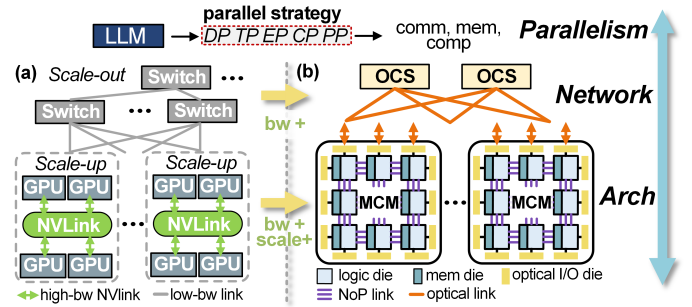 parallel strategy
LLM
DP TP EP CP PP
comm, mem,
comp
Parallelism
(a)
Scale-out
Switch
Switch
Switch
bw +
Scale-up
Scale-up
GPU GPU
GPU GPU
NVLink
NVLink
GPU GPU
GPU GPU
bw +
scale+
high-bw NVlink
low-bw link
(b)
OCS
OCS
Network
MCM
MCM
Arch
logic die
mem die
optical I/O die
NoP link
optical link